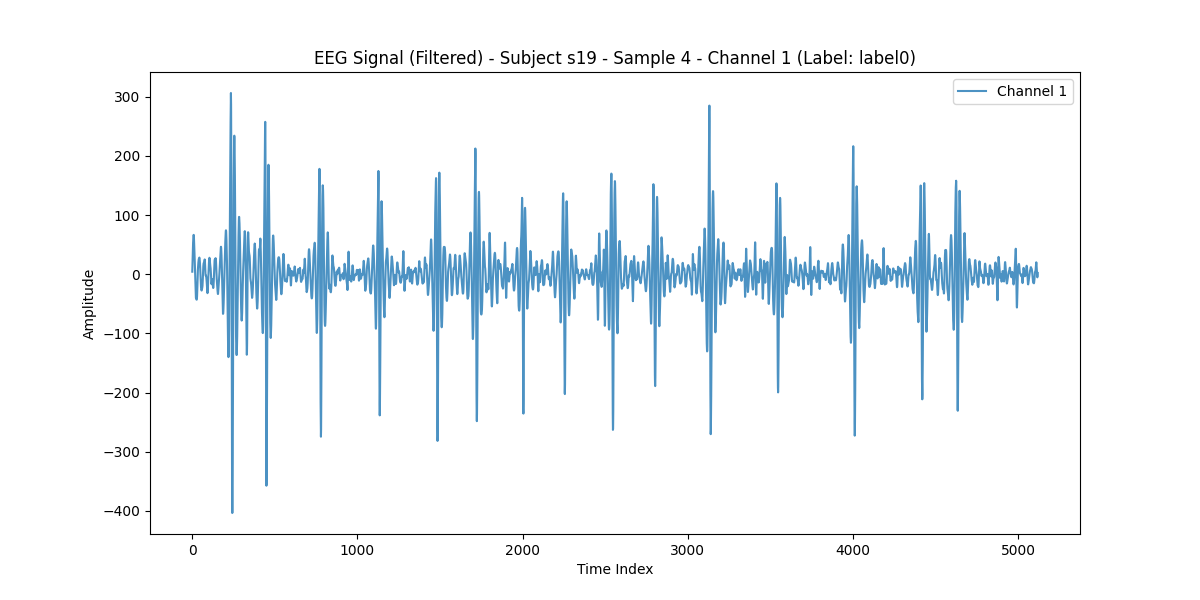 EEG Signal (Filtered) - Subject s19 - Sample 4 - Channel 1 (Label: label0)
Channel 1
300
200
100
0
−100
−200
−300
−400
Amplitude
0 1000 2000 3000 4000 5000
Time Index